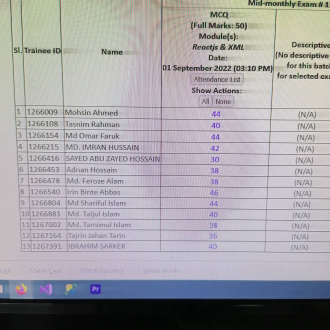 Mid-monthly Exam # 1
MCQ
(Full Marks: 50)
Module(s):
Reactjs & XML
Date:
01 September 2022 (03:10 PM)
Attendance List
Show Actions:
All None
Descriptive
(No descriptive
for this batc
for selected exa
Sl. Trainee ID Name
1 1266009 Mohsin Ahmed 44 (N/A)
2 1266108 Tasnim Rahman 40 (N/A)
3 1266154 Md Omar Faruk 44 (N/A)
4 1266215 MD. IMRAN HUSSAIN 42 (N/A)
5 1266416 SAYED ABU ZAYED HOSSAIN 30 (N/A)
6 1266453 Adnan Hossain 38 (N/A)
7 1266478 Md. Feroze Alam 38 (N/A)
8 1266540 Irin Binte Abbas 46 (N/A)
9 1266804 Md Shariful Islam 44 (N/A)
10 1266881 Md. Taijul Islam 40 (N/A)
11 1267002 Md. Tamimul Islam 38 (N/A)
12 1267164 Tajrin Jahan Tarin 36 (N/A)
13 1267391 IBRAHIM SARKER 40 (N/A)
Pr